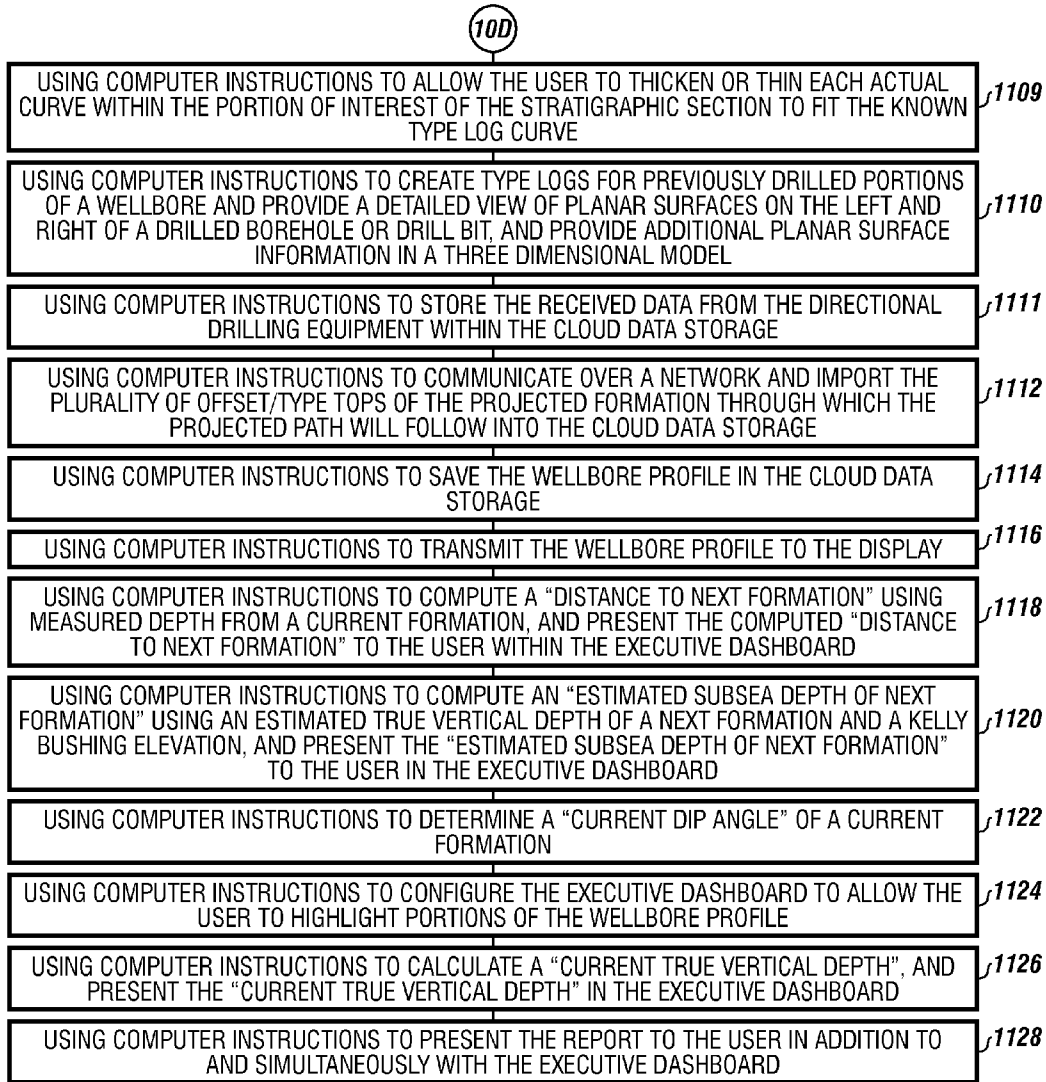 10D
USING COMPUTER INSTRUCTIONS TO ALLOW THE USER TO THICKEN OR THIN EACH ACTUAL
CURVE WITHIN THE PORTION OF INTEREST OF THE STRATIGRAPHIC SECTION TO FIT THE KNOWN
TYPE LOG CURVE
1109
USING COMPUTER INSTRUCTIONS TO CREATE TYPE LOGS FOR PREVIOUSLY DRILLED PORTIONS
OF A WELLBORE AND PROVIDE A DETAILED VIEW OF PLANAR SURFACES ON THE LEFT AND
RIGHT OF A DRILLED BOREHOLE OR DRILL BIT, AND PROVIDE ADDITIONAL PLANAR SURFACE
INFORMATION IN A THREE DIMENSIONAL MODEL
1110
USING COMPUTER INSTRUCTIONS TO STORE THE RECEIVED DATA FROM THE DIRECTIONAL
DRILLING EQUIPMENT WITHIN THE CLOUD DATA STORAGE
1111
USING COMPUTER INSTRUCTIONS TO COMMUNICATE OVER A NETWORK AND IMPORT THE
PLURALITY OF OFFSET/TYPE TOPS OF THE PROJECTED FORMATION THROUGH WHICH THE
PROJECTED PATH WILL FOLLOW INTO THE CLOUD DATA STORAGE
1112
USING COMPUTER INSTRUCTIONS TO SAVE THE WELLBORE PROFILE IN THE CLOUD DATA
STORAGE
1114
USING COMPUTER INSTRUCTIONS TO TRANSMIT THE WELLBORE PROFILE TO THE DISPLAY
1116
USING COMPUTER INSTRUCTIONS TO COMPUTE A “DISTANCE TO NEXT FORMATION” USING
MEASURED DEPTH FROM A CURRENT FORMATION, AND PRESENT THE COMPUTED “DISTANCE
TO NEXT FORMATION” TO THE USER WITHIN THE EXECUTIVE DASHBOARD
1118
USING COMPUTER INSTRUCTIONS TO COMPUTE AN “ESTIMATED SUBSEA DEPTH OF NEXT
FORMATION” USING AN ESTIMATED TRUE VERTICAL DEPTH OF A NEXT FORMATION AND A KELLY
BUSHING ELEVATION, AND PRESENT THE “ESTIMATED SUBSEA DEPTH OF NEXT FORMATION”
TO THE USER IN THE EXECUTIVE DASHBOARD
1120
USING COMPUTER INSTRUCTIONS TO DETERMINE A “CURRENT DIP ANGLE” OF A CURRENT
FORMATION
1122
USING COMPUTER INSTRUCTIONS TO CONFIGURE THE EXECUTIVE DASHBOARD TO ALLOW THE
USER TO HIGHLIGHT PORTIONS OF THE WELLBORE PROFILE
1124
USING COMPUTER INSTRUCTIONS TO CALCULATE A “CURRENT TRUE VERTICAL DEPTH”, AND
PRESENT THE “CURRENT TRUE VERTICAL DEPTH” IN THE EXECUTIVE DASHBOARD
1126
USING COMPUTER INSTRUCTIONS TO PRESENT THE REPORT TO THE USER IN ADDITION TO
AND SIMULTANEOUSLY WITH THE EXECUTIVE DASHBOARD
1128